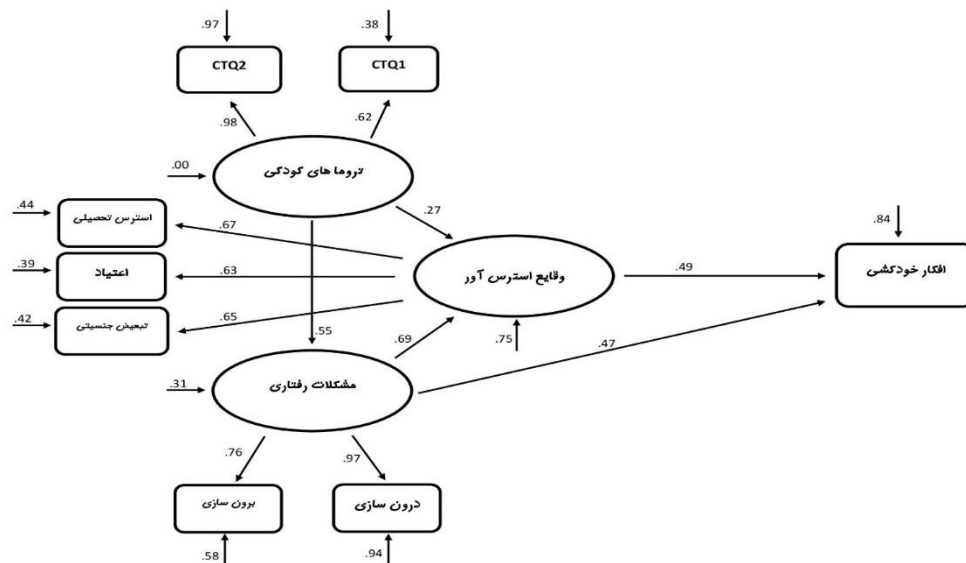 .97
.38
CTQ2
CTQ1
.98
.62
تروما های کودکی
.00
.44
استرس تحصیلی
.67
.27
.84
.39
اعتیاد
.63
وقایع استرس آور
.49
افکار خودکشی
.42
تبعیض جنسیتی
.65
.55
.69
.75
.47
.31
مشکلات رفتاری
.76
.97
برون سازی
درون سازی
.58
.94